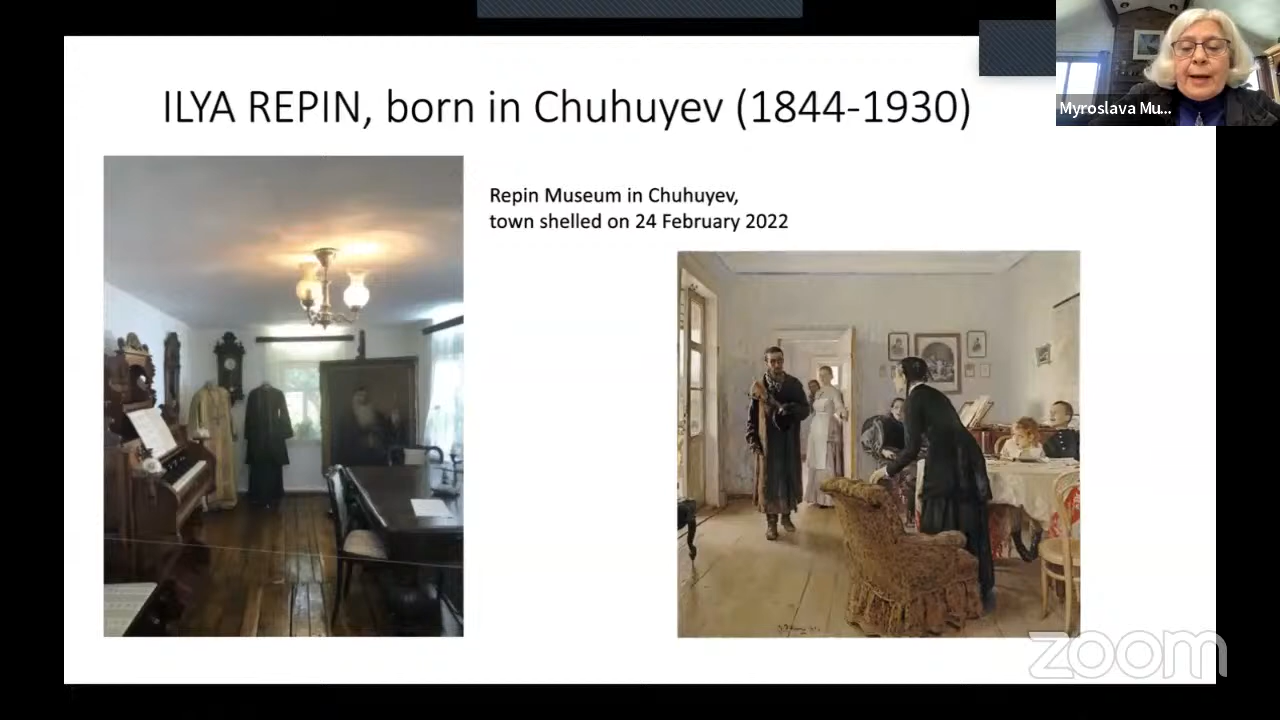 ILYA REPIN, born in Chuhuyev (1844-1930)
Myroslava Mu...
Repin Museum in Chuhuyev,
town shelled on 24 February 2022
zoom